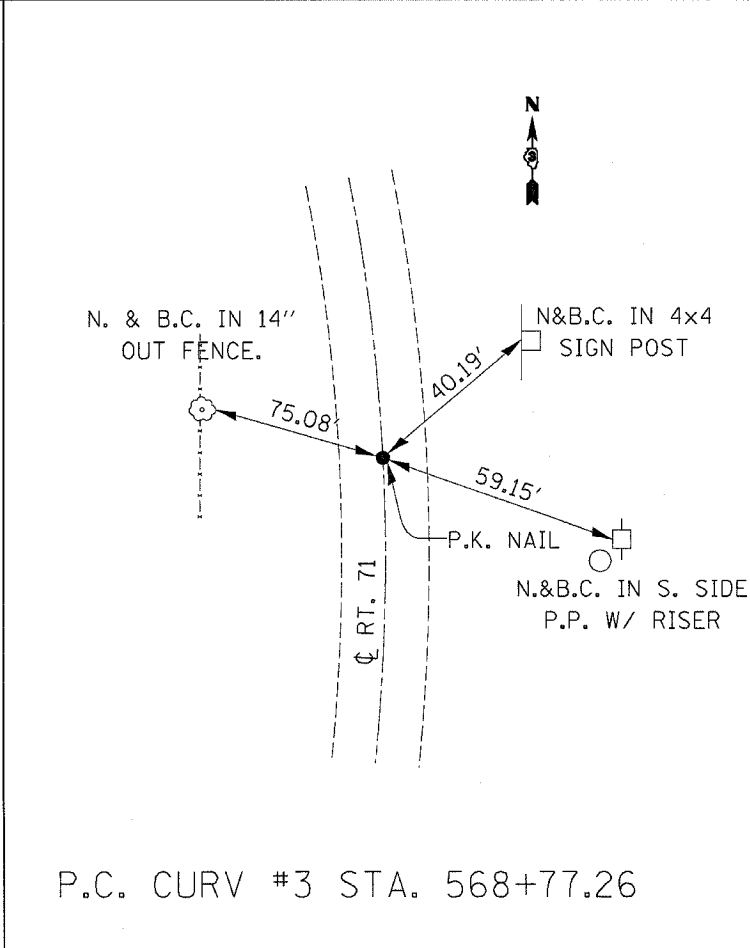 N
N. & B.C. IN 14"
OUT FENCE.
N&B.C. IN 4x4
SIGN POST
40.19'
75.08'
59.15'
P.K. NAIL
℄ RT. 71
N.&B.C. IN S. SIDE
P.P. W/ RISER
P.C. CURV #3 STA. 568+77.26